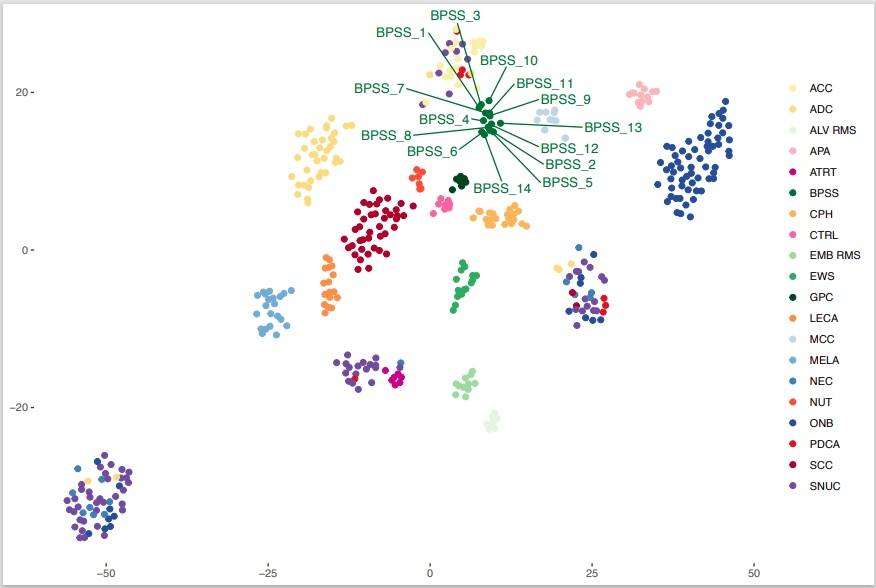 BPSS_3
BPSS_1
BPSS_10
BPSS_11
BPSS_7
BPSS_9
BPSS_4
BPSS_13
BPSS_8
BPSS_12
BPSS_6
BPSS_2
BPSS_5
BPSS_14
20
0
−20
−50
−25
0
25
50
ACC
ADC
ALV RMS
APA
ATRT
BPSS
CPH
CTRL
EMB RMS
EWS
GPC
LECA
MCC
MELA
NEC
NUT
ONB
PDCA
SCC
SNUC